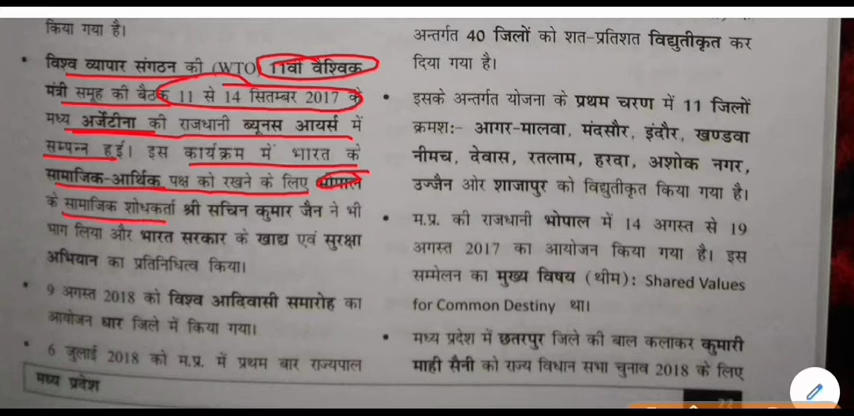 किया गया है।
• विश्व व्यापार संगठन की (WTO) 11वीं वैश्विक
मंत्री समूह की बैठक 11 से 14 सितम्बर 2017 के
मध्य अर्जेंटीना की राजधानी ब्यूनस आयर्स में
सम्पन्न हुई। इस कार्यक्रम में भारत के
सामाजिक-आर्थिक पक्ष को रखने के लिए भोपाल
के सामाजिक शोधकर्ता श्री सचिन कुमार जैन ने भी
भाग लिया और भारत सरकार के खाद्य एवं सुरक्षा
अभियान का प्रतिनिधित्व किया।
• 9 अगस्त 2018 को विश्व आदिवासी समारोह का
आयोजन धार जिले में किया गया।
• 6 जुलाई 2018 को म.प्र. में प्रथम बार राज्यपाल
मध्य प्रदेश
अन्तर्गत 40 जिलों को शत-प्रतिशत विद्युतीकृत कर
दिया गया है।
• इसके अन्तर्गत योजना के प्रथम चरण में 11 जिलों
क्रमशः- आगर-मालवा, मंदसौर, इंदौर, खण्डवा
नीमच, देवास, रतलाम, हरदा, अशोक नगर,
उज्जैन ओर शाजापुर को विद्युतीकृत किया गया है।
• म.प्र. की राजधानी भोपाल में 14 अगस्त से 19
अगस्त 2017 का आयोजन किया गया है। इस
सम्मेलन का मुख्य विषय (थीम): Shared Values
for Common Destiny था।
• मध्य प्रदेश में छतरपुर जिले की बाल कलाकर कुमारी
माही सैनी को राज्य विधान सभा चुनाव 2018 के लिए